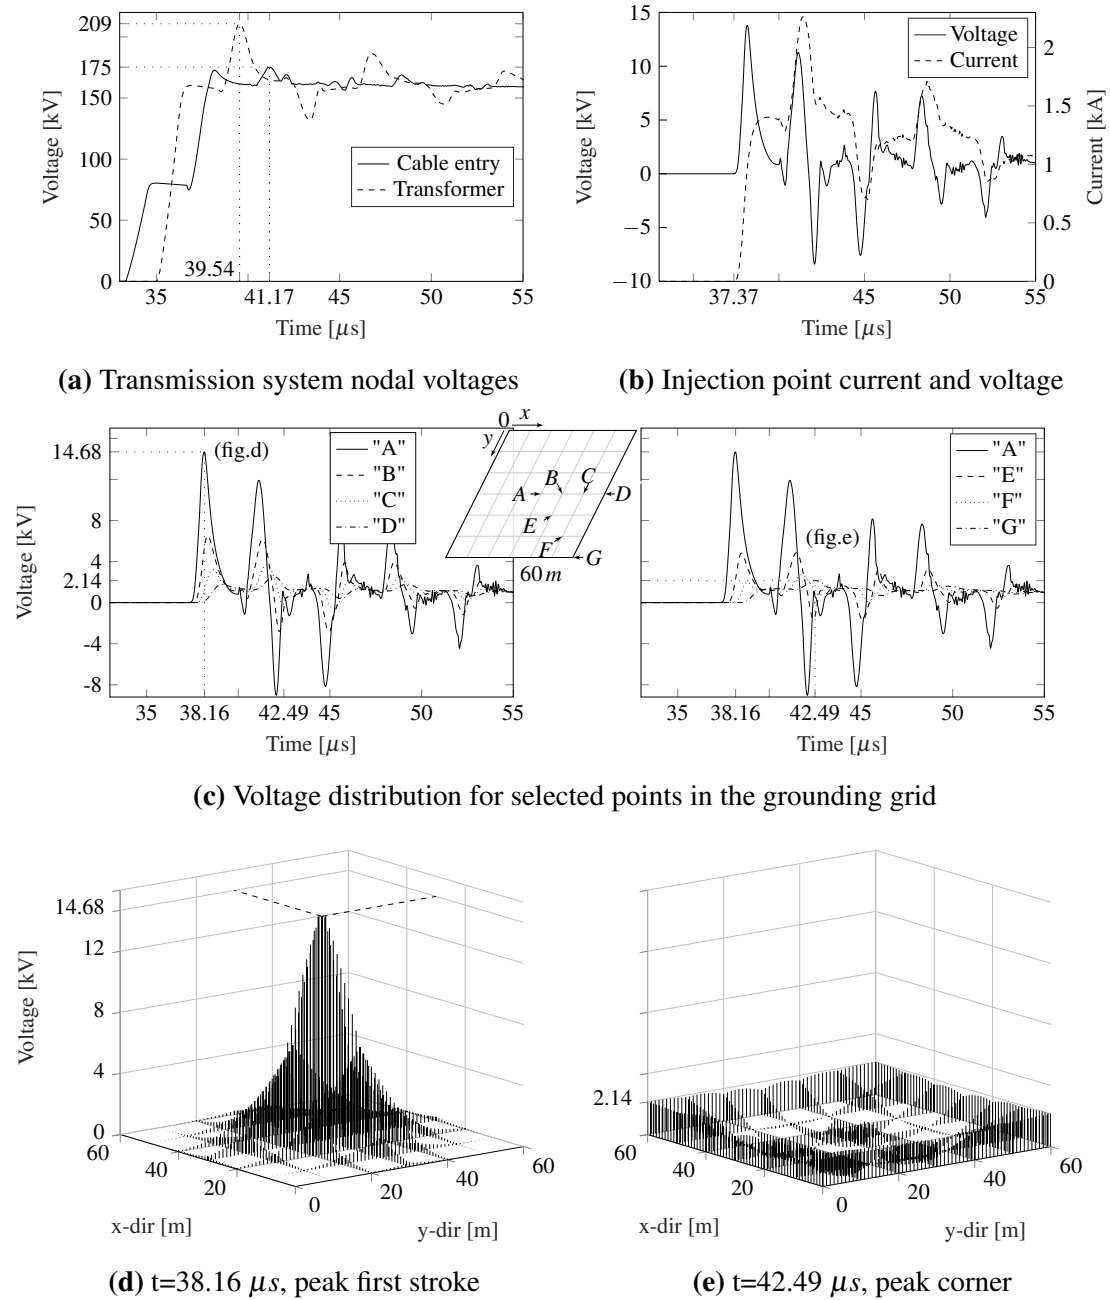 209
175
150
100
50
0
Voltage [kV]
Cable entry
Transformer
39.54
35
41.17
45
50
55
Time [μs]
(a) Transmission system nodal voltages
15
10
5
0
−5
−10
Voltage [kV]
Voltage
Current
2
1.5
1
0.5
0
Current [kA]
37.37
45
50
55
Time [μs]
(b) Injection point current and voltage
14.68
8
4
2.14
0
-4
-8
Voltage [kV]
(fig.d)
"A"
"B"
"C"
"D"
35
38.16
42.49
45
50
55
Time [μs]
0 x
y
B C
A D
E
F G
60 m
(fig.e)
"A"
"E"
"F"
"G"
35
38.16
42.49
45
50
55
Time [μs]
(c) Voltage distribution for selected points in the grounding grid
14.68
12
8
4
0
Voltage [kV]
60
40
20
0
20
40
60
x-dir [m]
y-dir [m]
(d) t=38.16 μs, peak first stroke
2.14
60
40
20
0
20
40
60
x-dir [m]
y-dir [m]
(e) t=42.49 μs, peak corner